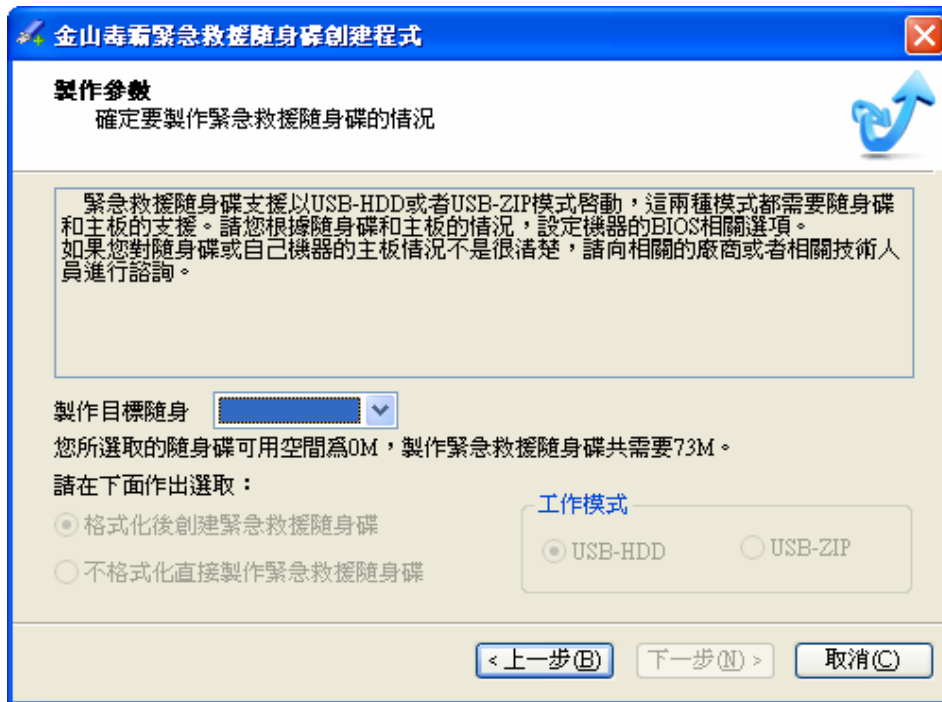 金山毒霸緊急救援隨身碟創建程式
製作參數
確定要製作緊急救援隨身碟的情況
緊急救援隨身碟支援以USB-HDD或者USB-ZIP模式啓動，這兩種模式都需要隨身碟
和主板的支援。請您根據隨身碟和主板的情況，設定機器的BIOS相關選項。
如果您對隨身碟或自己機器的主板情況不是很清楚，請向相關的廠商或者相關技術人
員進行諮詢。
製作目標隨身
您所選取的隨身碟可用空間爲0M，製作緊急救援隨身碟共需要73M。
請在下面作出選取：
格式化後創建緊急救援隨身碟
不格式化直接製作緊急救援隨身碟
工作模式
USB-HDD
USB-ZIP
<上一步(B)
下一步(N)>
取消(C)